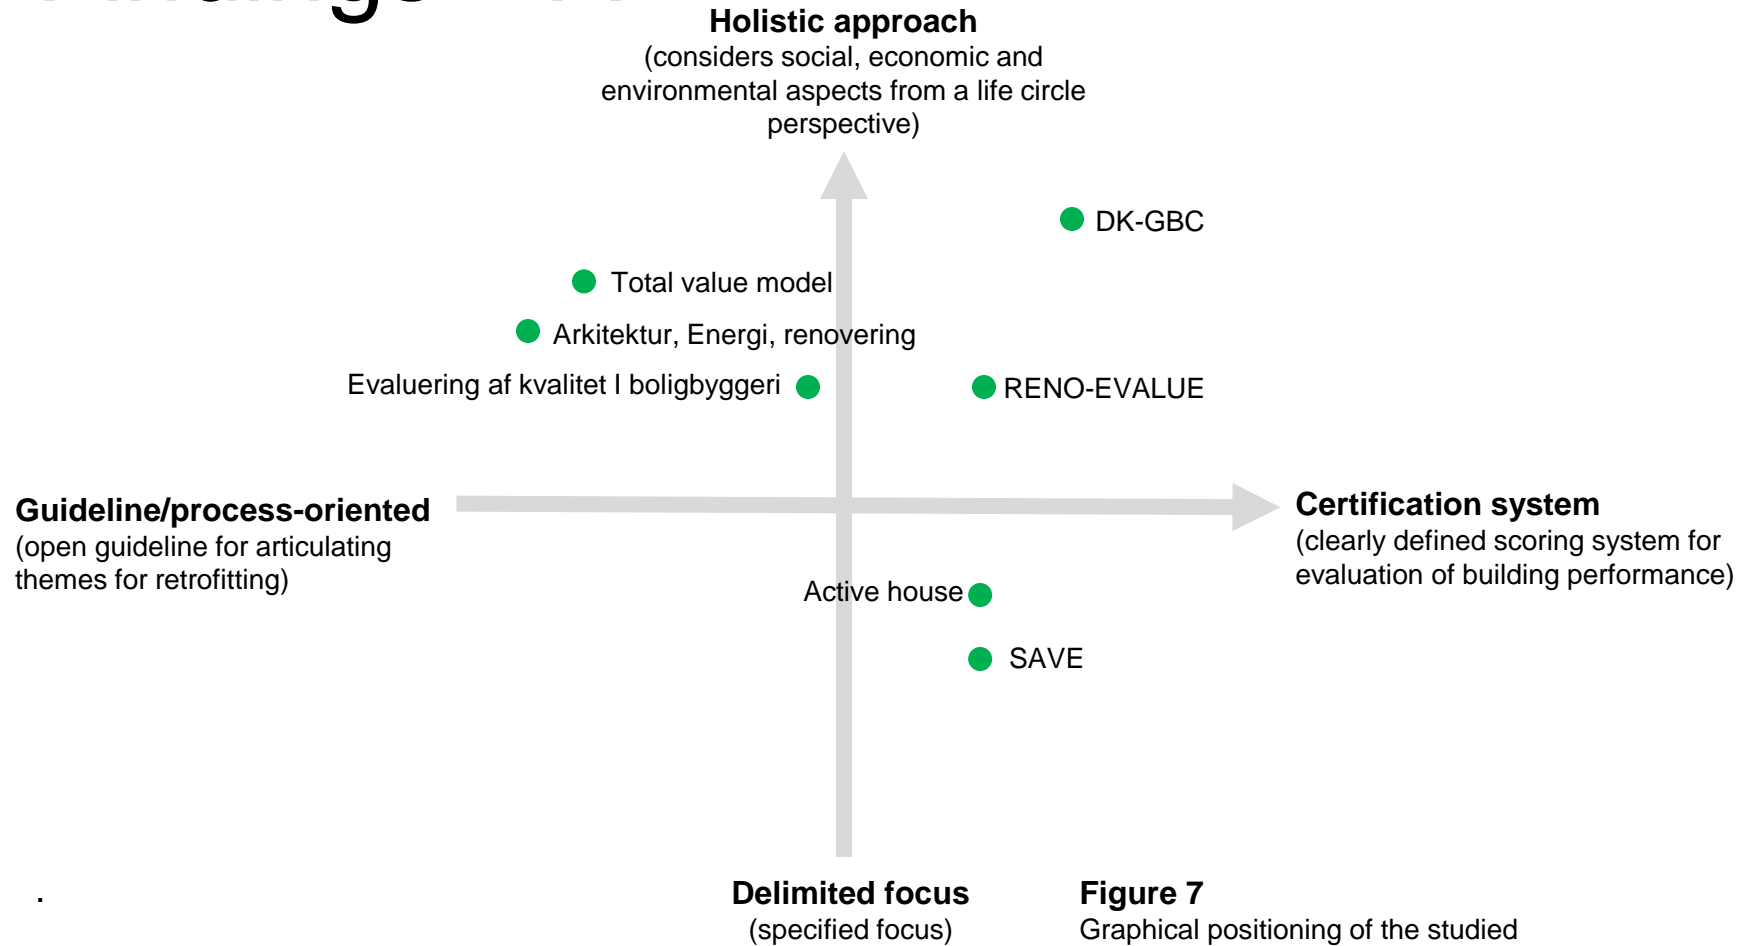 Holistic approach
(considers social, economic and
environmental aspects from a life circle
perspective)
DK-GBC
Total value model
Arkitektur, Energi, renovering
Evaluering af kvalitet I boligbyggeri
RENO-EVALUE
Guideline/process-oriented
(open guideline for articulating
themes for retrofitting)
Certification system
(clearly defined scoring system for
evaluation of building performance)
Active house
SAVE
.
Delimited focus
(specified focus)
Figure 7
Graphical positioning of the studied